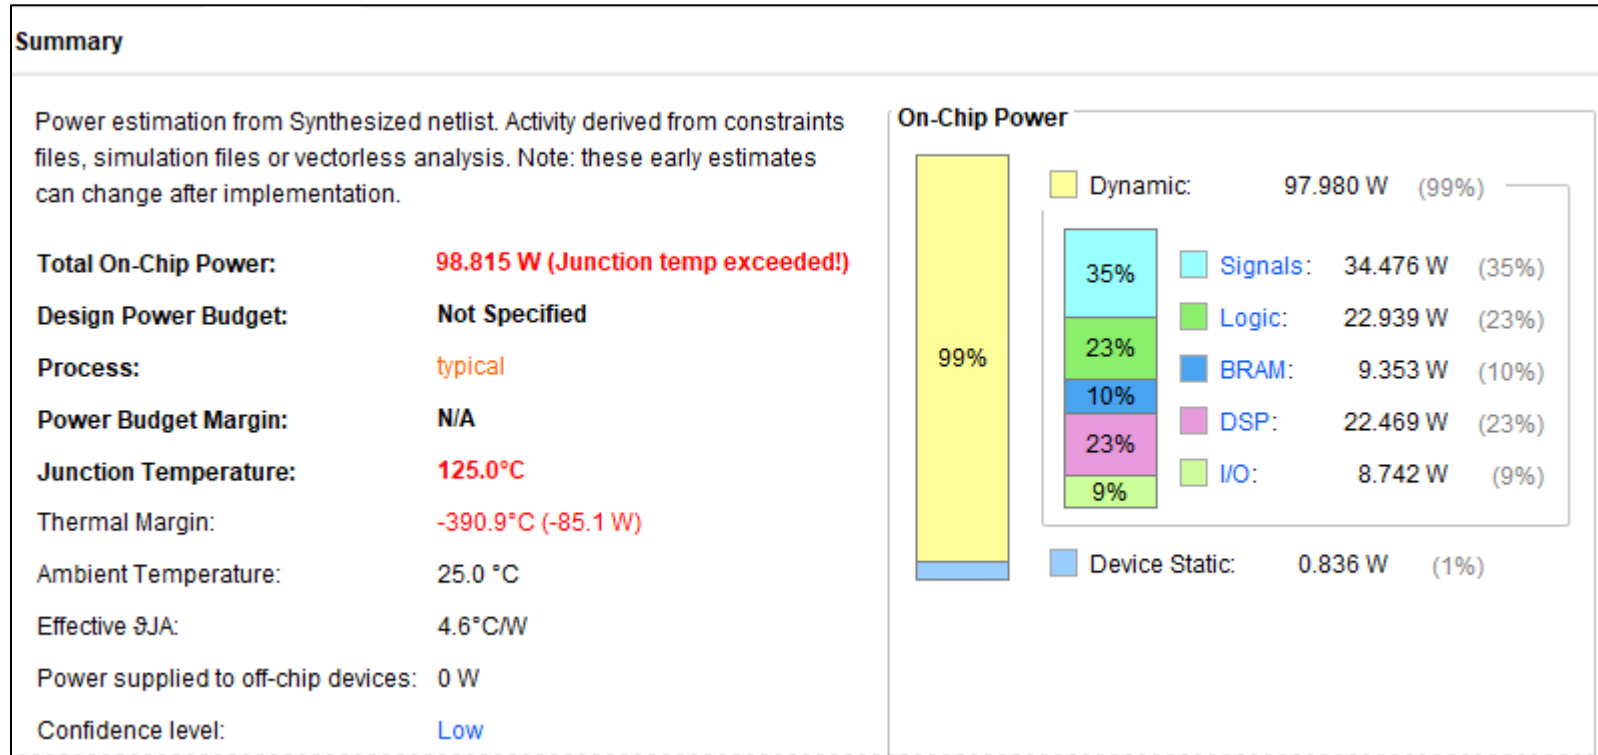 Summary
Power estimation from Synthesized netlist. Activity derived from constraints
files, simulation files or vectorless analysis. Note: these early estimates
can change after implementation.
Total On-Chip Power: 98.815 W (Junction temp exceeded!)
Design Power Budget: Not Specified
Process: typical
Power Budget Margin: N/A
Junction Temperature: 125.0°C
Thermal Margin: -390.9°C (-85.1 W)
Ambient Temperature: 25.0 °C
Effective ϑJA: 4.6°C/W
Power supplied to off-chip devices: 0 W
Confidence level: Low
On-Chip Power
99%
Dynamic: 97.980 W (99%)
35% Signals: 34.476 W (35%)
23% Logic: 22.939 W (23%)
10% BRAM: 9.353 W (10%)
23% DSP: 22.469 W (23%)
9% I/O: 8.742 W (9%)
Device Static: 0.836 W (1%)